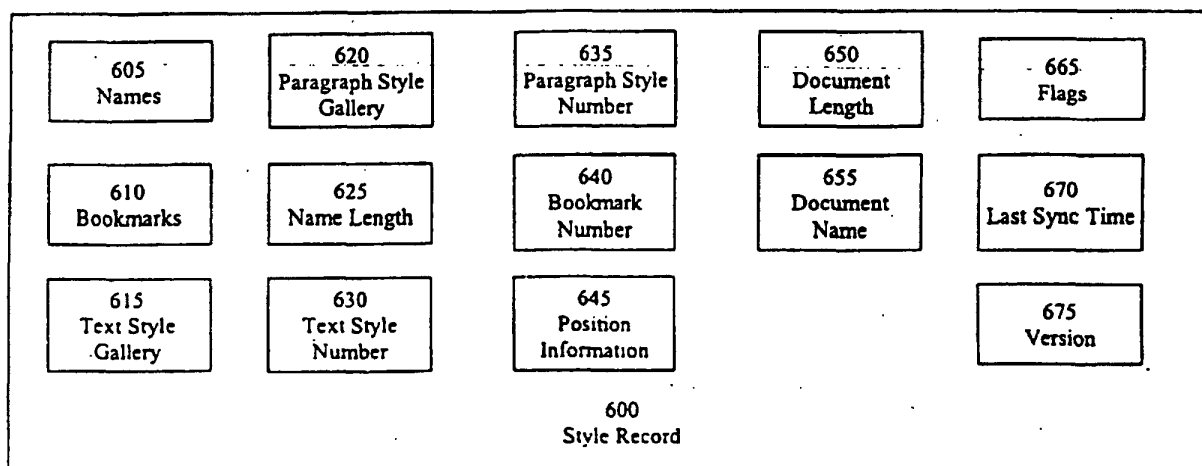 605
Names
620
Paragraph Style
Gallery
635
Paragraph Style
Number
650
Document
Length
665
Flags
610
Bookmarks
625
Name Length
640
Bookmark
Number
655
Document
Name
670
Last Sync Time
615
Text Style
Gallery
630
Text Style
Number
645
Position
Information
675
Version
600
Style Record